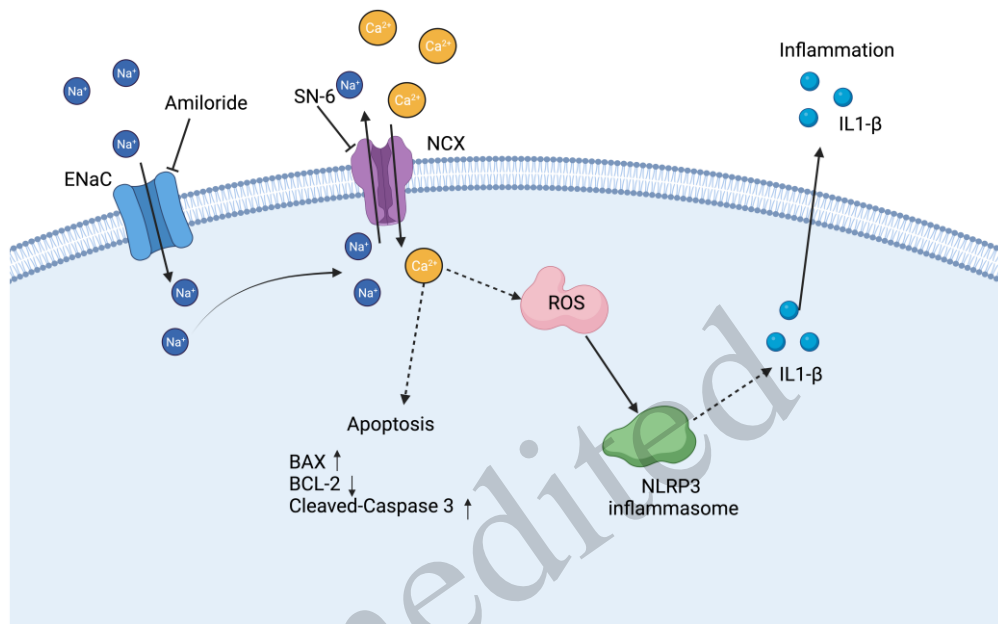 Ca²⁺
Ca²⁺
Inflammation
Na⁺
Na⁺
Na⁺
SN-6
Ca²⁺
Amiloride
IL1-β
Na⁺
NCX
ENaC
Na⁺
Ca²⁺
Na⁺
Na⁺
ROS
Na⁺
IL1-β
Apoptosis
BAX ↑
BCL-2 ↓
Cleaved-Caspase 3 ↑
NLRP3
inflammasome